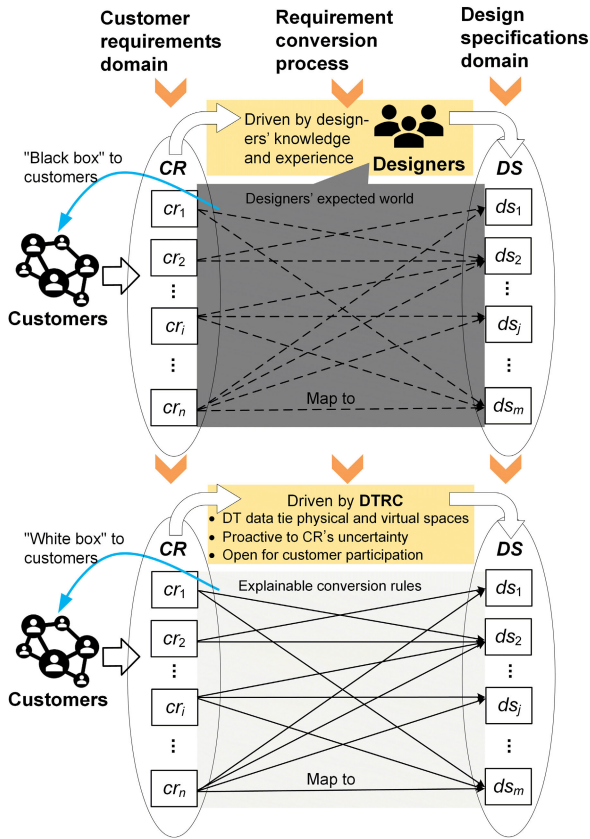 Customer
requirements
domain
Requirement
conversion
process
Design
specifications
domain
Driven by design-
ers' knowledge
and experience
Designers
"Black box" to
customers
CR
DS
Designers' expected world
cr1
cr2
⋮
cri
⋮
crn
Customers
ds1
ds2
⋮
dsj
⋮
dsm
Map to
Driven by DTRC
• DT data tie physical and virtual spaces
• Proactive to CR's uncertainty
• Open for customer participation
"White box" to
customers
CR
DS
Explainable conversion rules
cr1
cr2
⋮
cri
⋮
crn
Customers
ds1
ds2
⋮
dsj
⋮
dsm
Map to